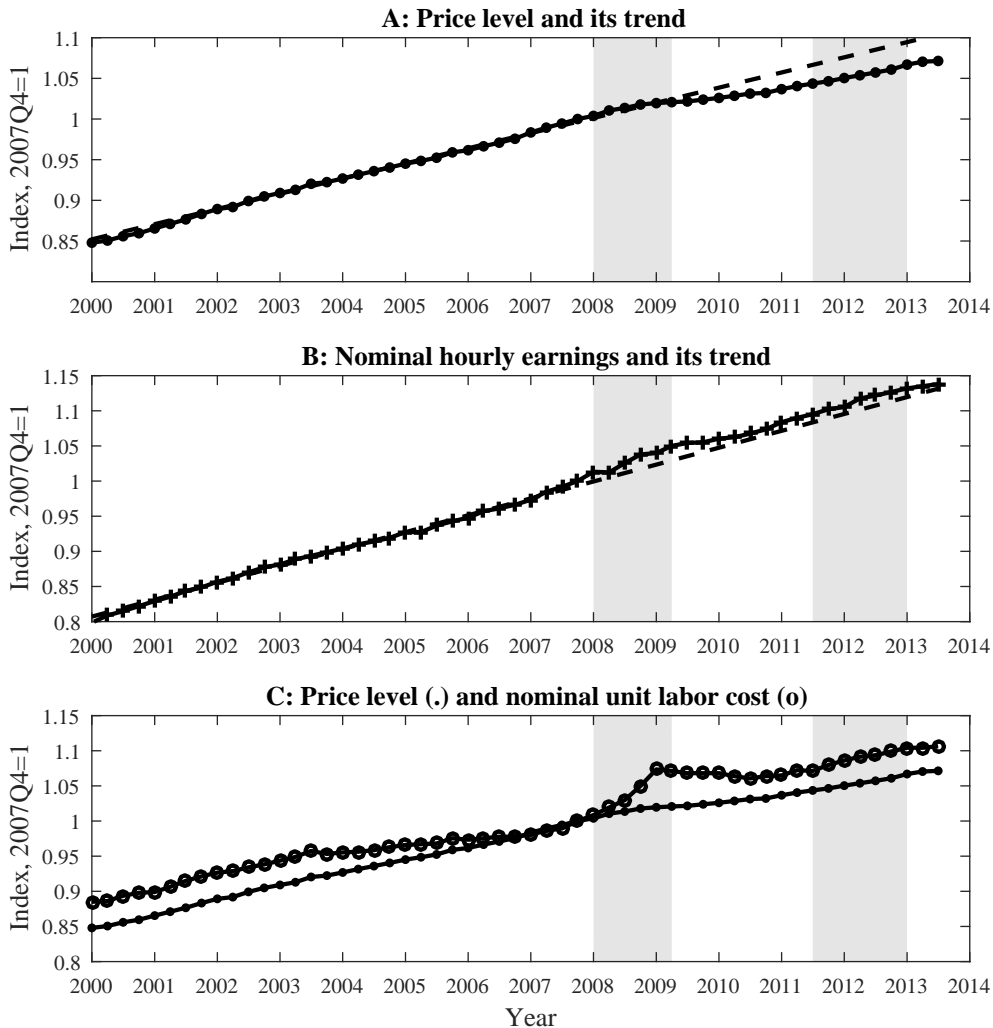 A: Price level and its trend
1.1
1.05
1
0.95
0.9
0.85
Index, 2007Q4=1
2000 2001 2002 2003 2004 2005 2006 2007 2008 2009 2010 2011 2012 2013 2014
B: Nominal hourly earnings and its trend
1.15
1.1
1.05
1
0.95
0.9
0.85
0.8
Index, 2007Q4=1
2000 2001 2002 2003 2004 2005 2006 2007 2008 2009 2010 2011 2012 2013 2014
C: Price level (.) and nominal unit labor cost (o)
1.15
1.1
1.05
1
0.95
0.9
0.85
0.8
Index, 2007Q4=1
2000 2001 2002 2003 2004 2005 2006 2007 2008 2009 2010 2011 2012 2013 2014
Year